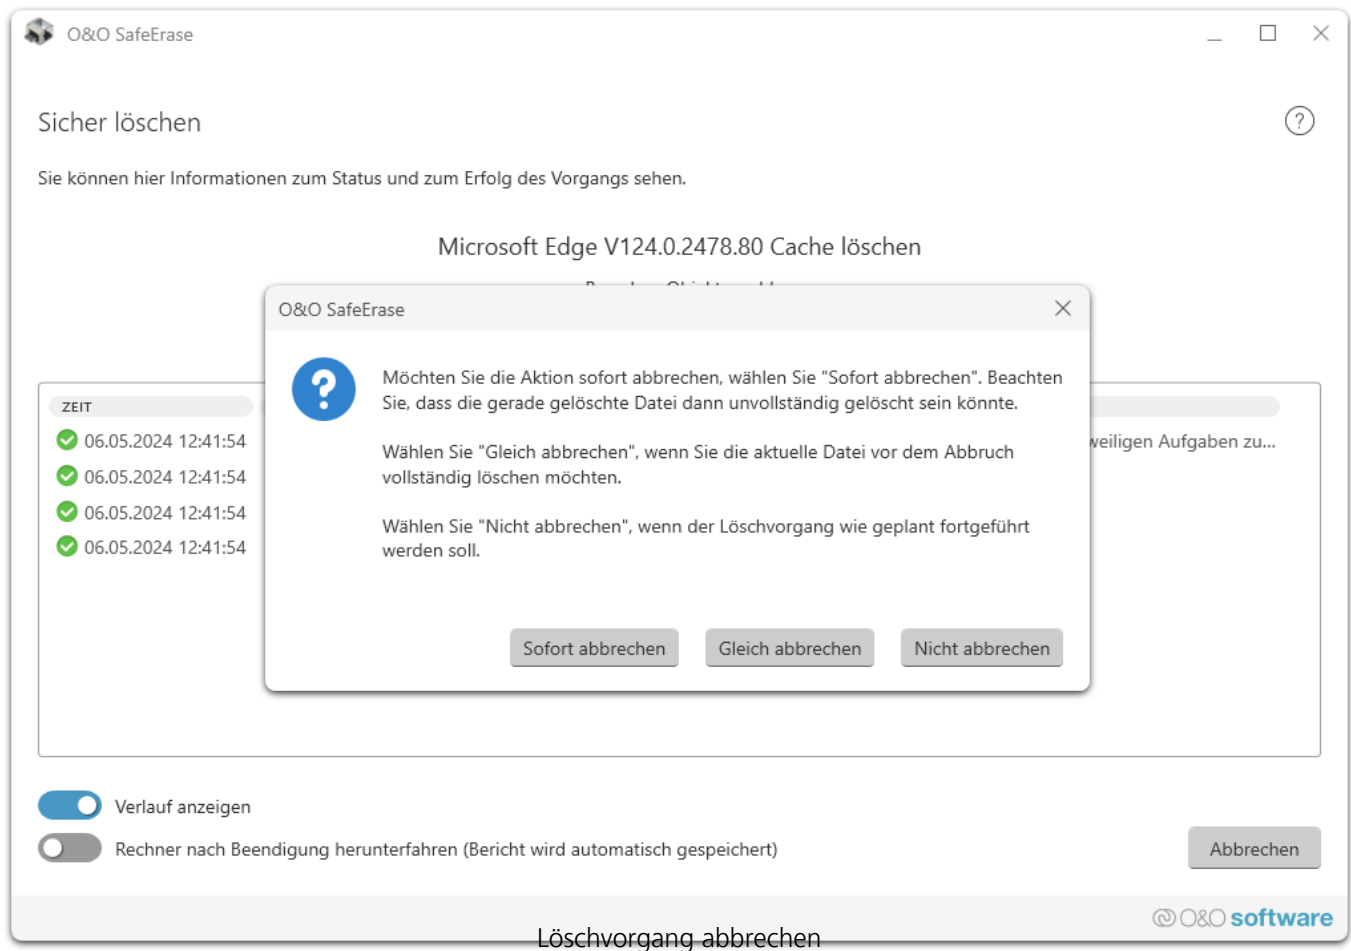 O&O SafeErase
Sicher löschen
Sie können hier Informationen zum Status und zum Erfolg des Vorgangs sehen.
Microsoft Edge V124.0.2478.80 Cache löschen
O&O SafeErase
Möchten Sie die Aktion sofort abbrechen, wählen Sie "Sofort abbrechen". Beachten
Sie, dass die gerade gelöschte Datei dann unvollständig gelöscht sein könnte.
Wählen Sie "Gleich abbrechen", wenn Sie die aktuelle Datei vor dem Abbruch
vollständig löschen möchten.
Wählen Sie "Nicht abbrechen", wenn der Löschvorgang wie geplant fortgeführt
werden soll.
Sofort abbrechen Gleich abbrechen Nicht abbrechen
ZEIT
06.05.2024 12:41:54 weiligen Aufgaben zu...
06.05.2024 12:41:54
06.05.2024 12:41:54
06.05.2024 12:41:54
Verlauf anzeigen
Rechner nach Beendigung herunterfahren (Bericht wird automatisch gespeichert)
Abbrechen
O&O software
Löschvorgang abbrechen